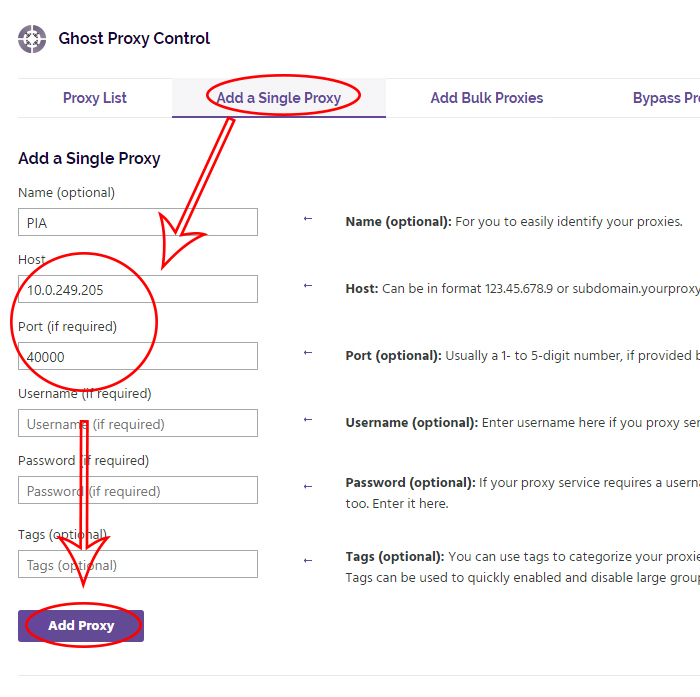 Ghost Proxy Control
Proxy List
Add a Single Proxy
Add Bulk Proxies
Bypass Pr
Add a Single Proxy
Name (optional)
PIA
← Name (optional): For you to easily identify your proxies.
Host
10.0.249.205
← Host: Can be in format 123.45.678.9 or subdomain.yourproxy
Port (if required)
40000
← Port (optional): Usually a 1- to 5-digit number, if provided b
Username (if required)
Username (if required)
← Username (optional): Enter username here if you proxy ser
Password (if required)
Password (if required)
← Password (optional): If your proxy service requires a userna
too. Enter it here.
Tags (optional)
Tags (optional)
← Tags (optional): You can use tags to categorize your proxie
Tags can be used to quickly enabled and disable large group
Add Proxy